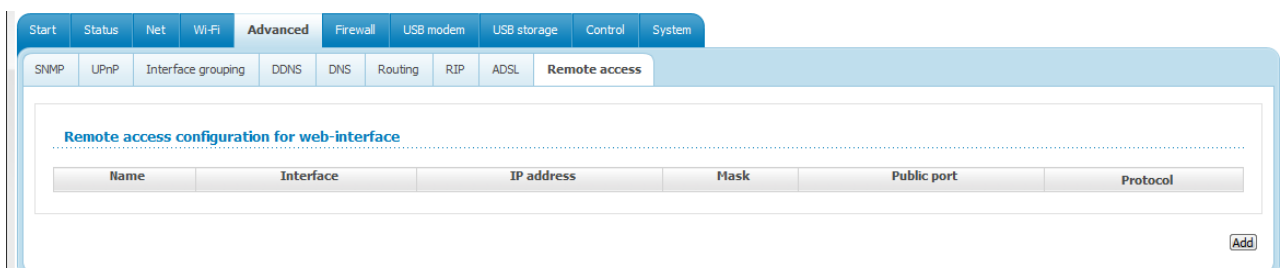 Start Status Net Wi-Fi Advanced Firewall USB modem USB storage Control System
SNMP UPnP Interface grouping DDNS DNS Routing RIP ADSL Remote access
Remote access configuration for web-interface
Name Interface IP address Mask Public port Protocol
Add